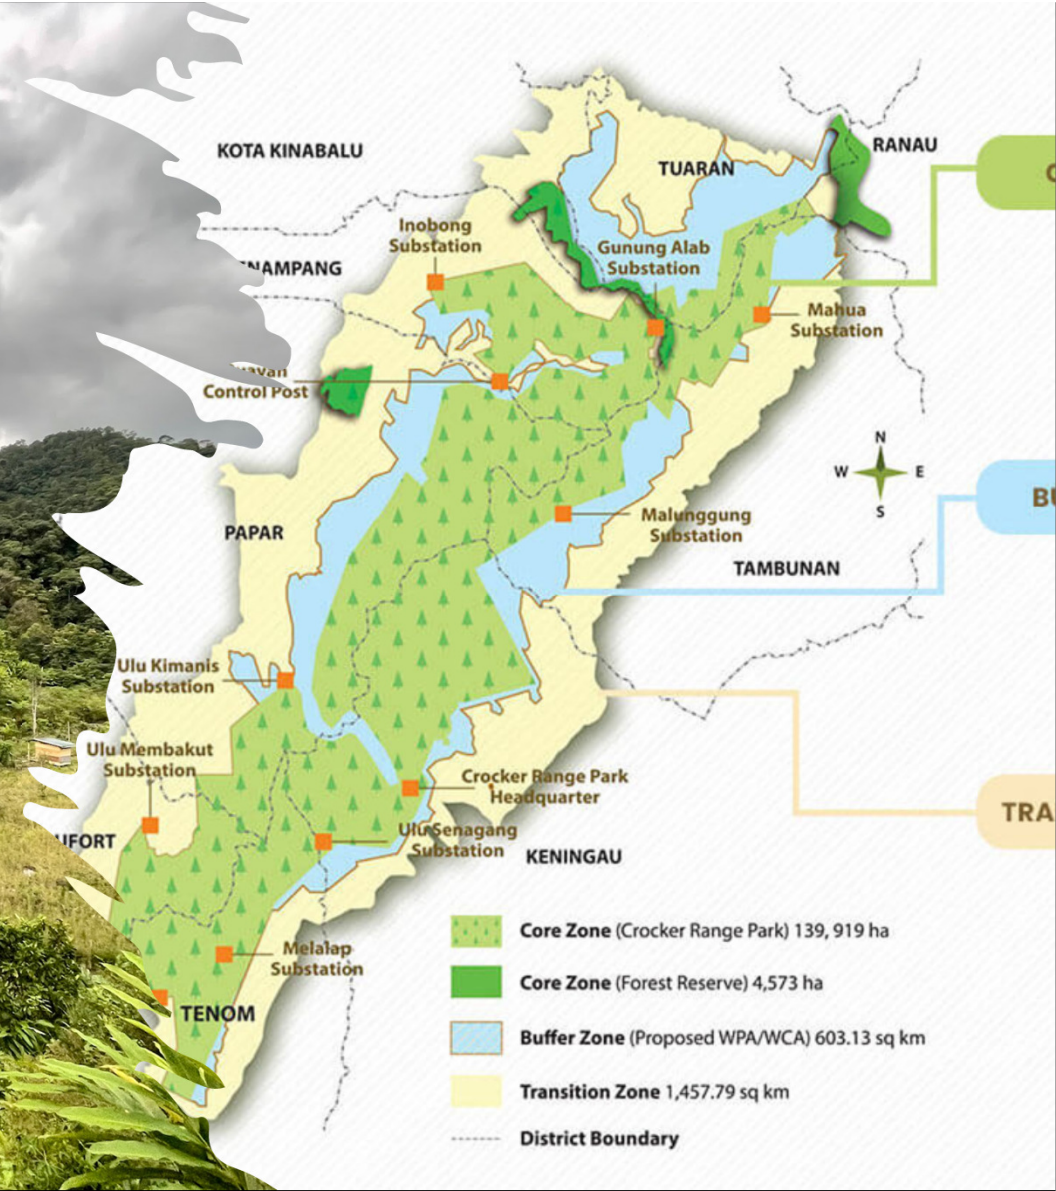 KOTA KINABALU
TUARAN
RANAU
Inobong
Substation
Gunung Alab
Substation
NAMPANG
Mahua
Substation
Control Post
N
W E
S
PAPAR
Malunggung
Substation
TAMBUNAN
BU
Ulu Kimanis
Substation
Ulu Membakut
Substation
Crocker Range Park
Headquarter
TRA
UFORT
Ulu Senagang
Substation
KENINGAU
Core Zone (Crocker Range Park) 139, 919 ha
Melalap
Substation
Core Zone (Forest Reserve) 4,573 ha
TENOM
Buffer Zone (Proposed WPA/WCA) 603.13 sq km
Transition Zone 1,457.79 sq km
District Boundary